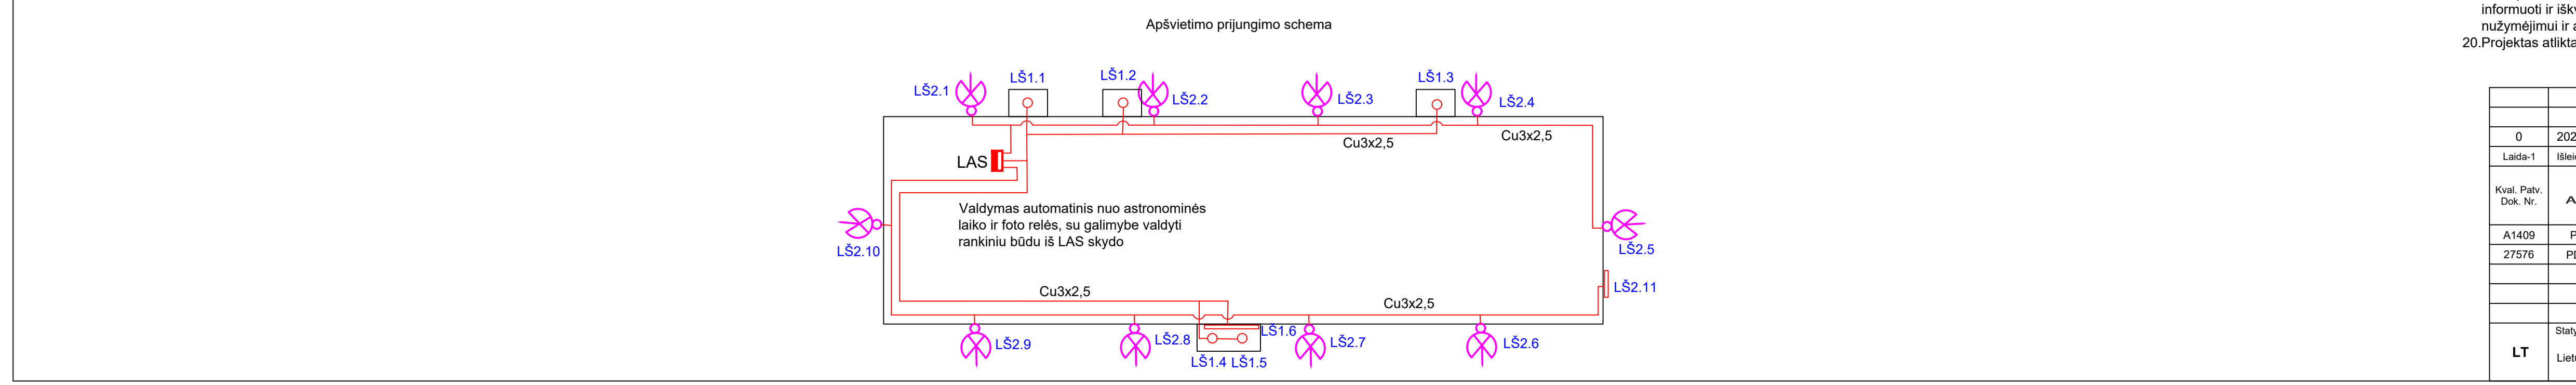 Apšvietimo prijungimo schema
LŠ2.1
LŠ1.1
LŠ1.2
LŠ2.2
LŠ2.3
LŠ1.3
LŠ2.4
Cu3x2,5
Cu3x2,5
LAS
Valdymas automatinis nuo astronominės
laiko ir foto relės, su galimybe valdyti
rankiniu būdu iš LAS skydo
LŠ2.10
LŠ2.5
LŠ2.11
Cu3x2,5
Cu3x2,5
LŠ2.9
LŠ2.8
LŠ1.6
LŠ1.4 LŠ1.5
LŠ2.7
LŠ2.6
informuoti ir
nužymėjimui ir
20.Projektas
0
Laida-1
Kval. Patv.
Dok. Nr.
A1409
27576
LT